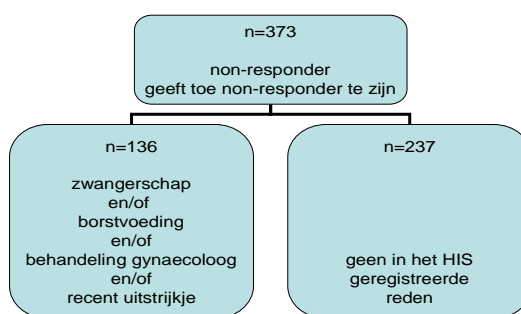 n=373
non-responder
geeft toe non-responder te zijn
n=136
zwangerschap
en/of
borstvoeding
en/of
behandeling gynaecoloog
en/of
recent uitstrijkje
n=237
geen in het HIS
geregistreerde
reden